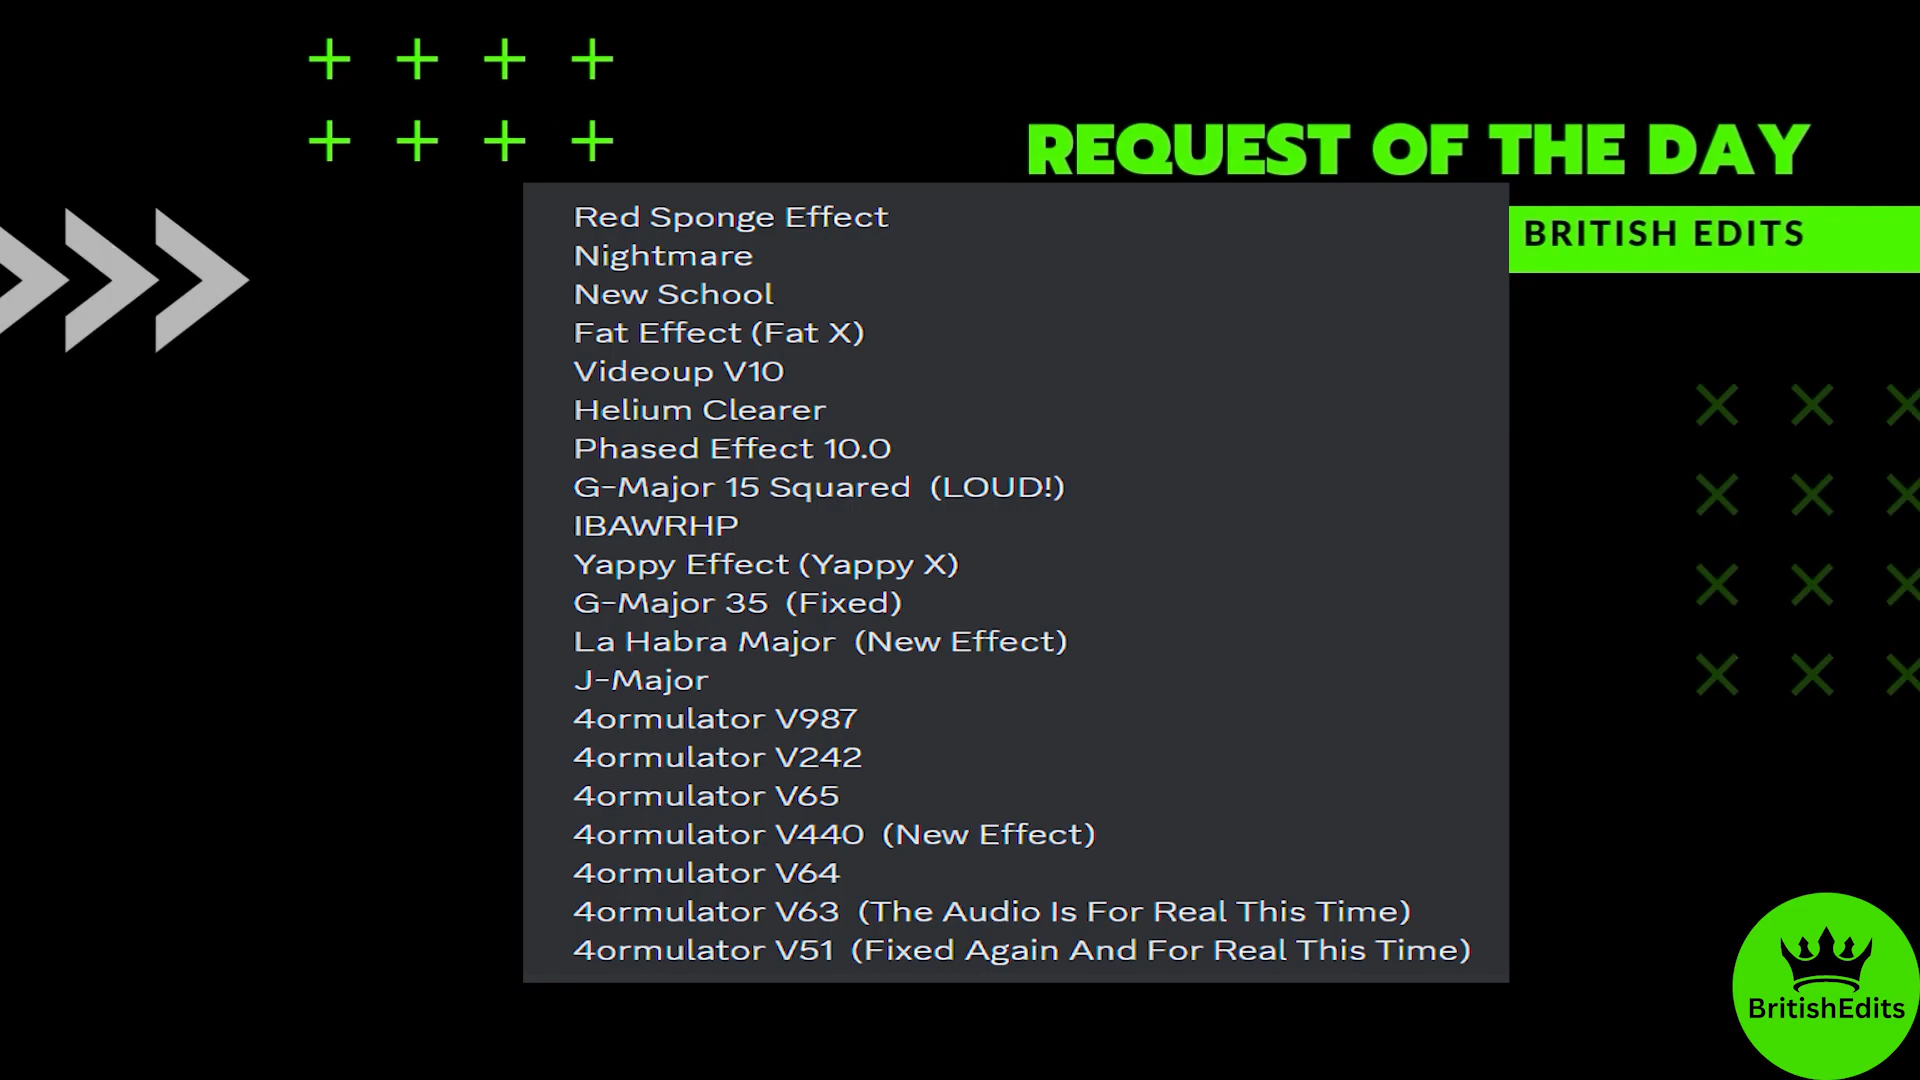 REQUEST OF THE DAY
BRITISH EDITS
Red Sponge Effect
Nightmare
New School
Fat Effect (Fat X)
Videoup V10
Helium Clearer
Phased Effect 10.0
G-Major 15 Squared (LOUD!)
IBAWRHP
Yappy Effect (Yappy X)
G-Major 35 (Fixed)
La Habra Major (New Effect)
J-Major
4ormulator V987
4ormulator V242
4ormulator V65
4ormulator V440 (New Effect)
4ormulator V64
4ormulator V63 (The Audio Is For Real This Time)
4ormulator V51 (Fixed Again And For Real This Time)
BritishEdits